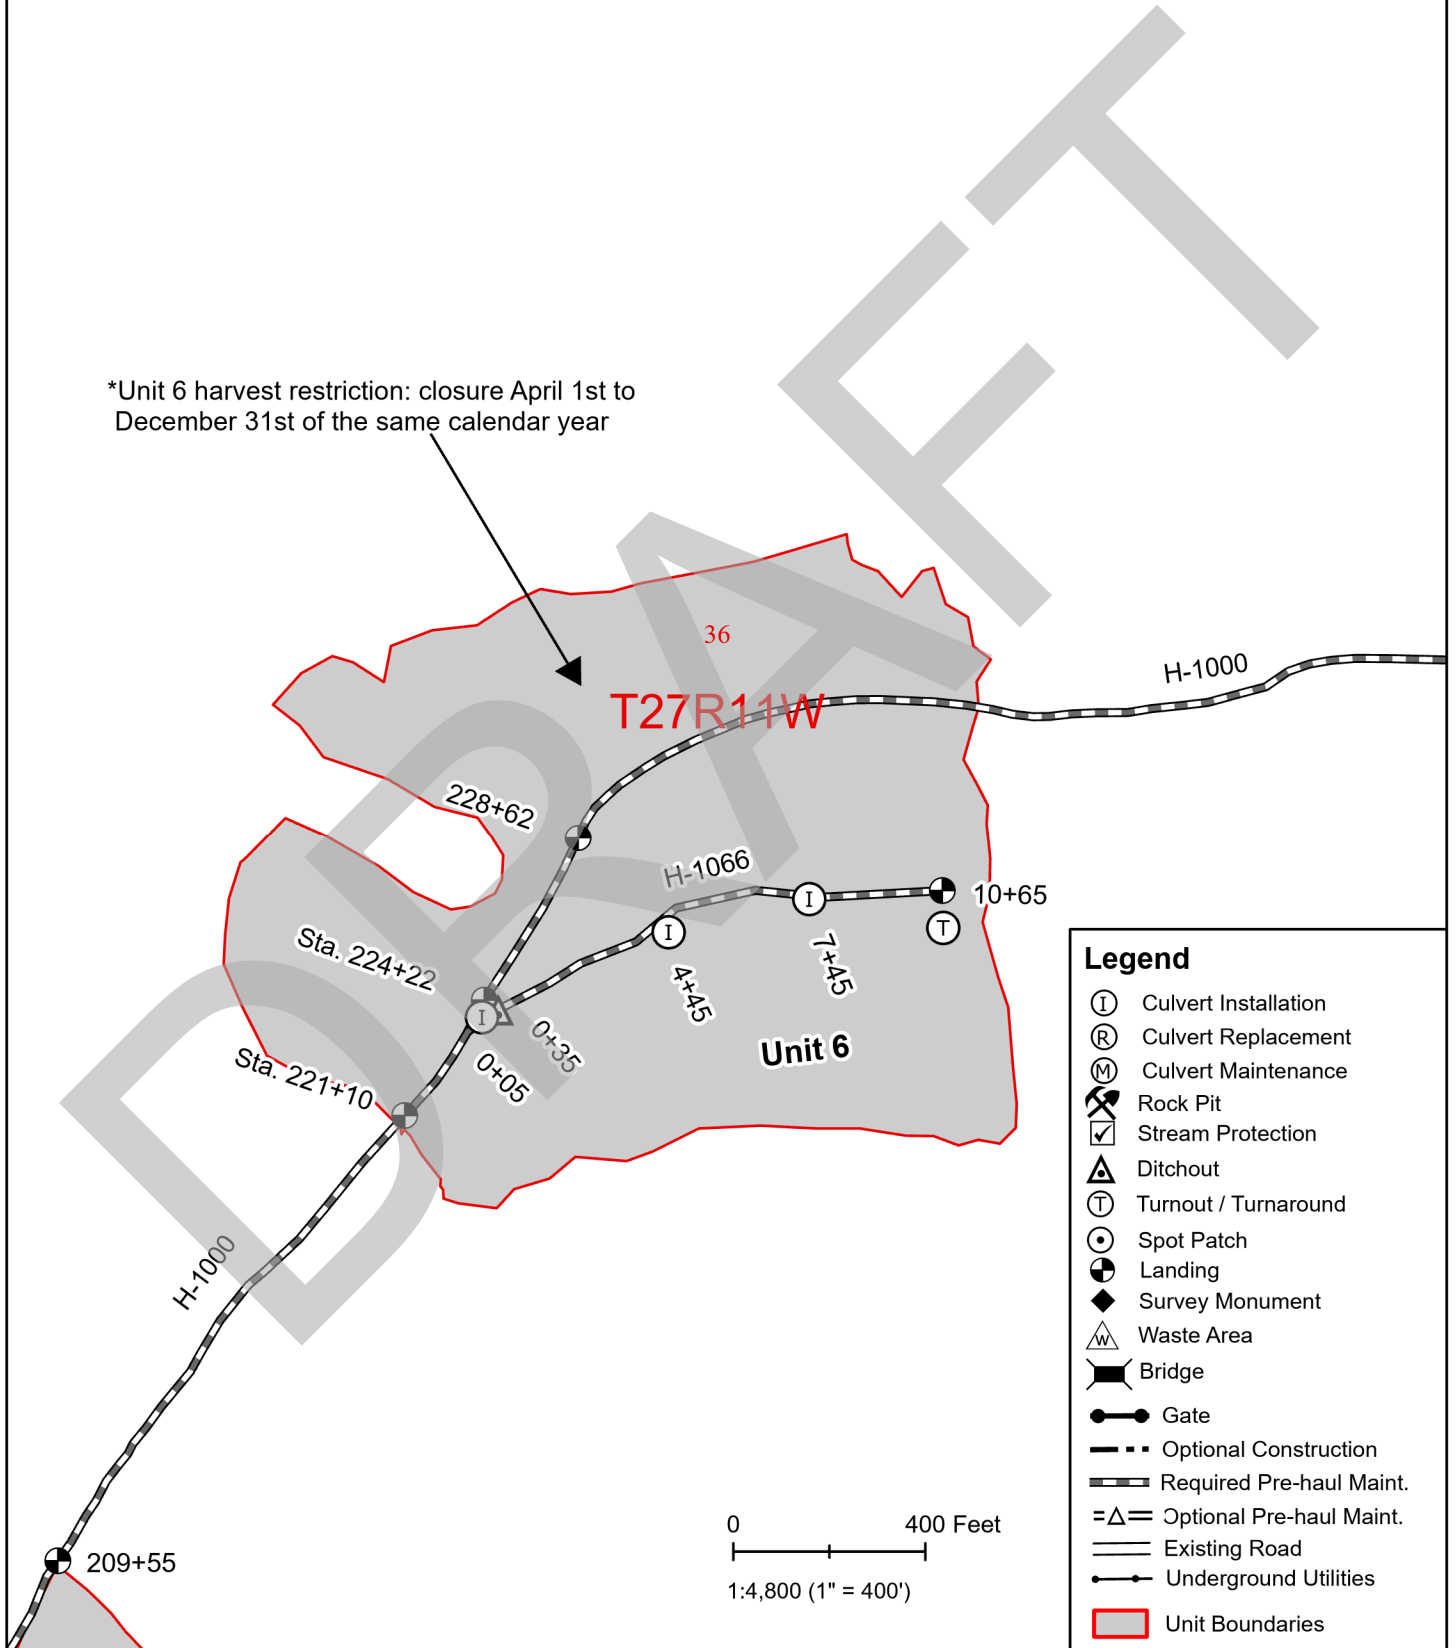 DRAFT
*Unit 6 harvest restriction: closure April 1st to
December 31st of the same calendar year
36
T27R11W
H-1000
228+62
H-1066
10+65
T
I
I
Sta. 224+22
7+45
4+45
I
0+35
0+05
Unit 6
Sta. 221+10
H-1000
209+55
0 400 Feet
1:4,800 (1" = 400')
Legend
I Culvert Installation
R Culvert Replacement
M Culvert Maintenance
Rock Pit
Stream Protection
Ditchout
T Turnout / Turnaround
Spot Patch
Landing
Survey Monument
W Waste Area
Bridge
Gate
Optional Construction
Required Pre-haul Maint.
Optional Pre-haul Maint.
Existing Road
Underground Utilities
Unit Boundaries